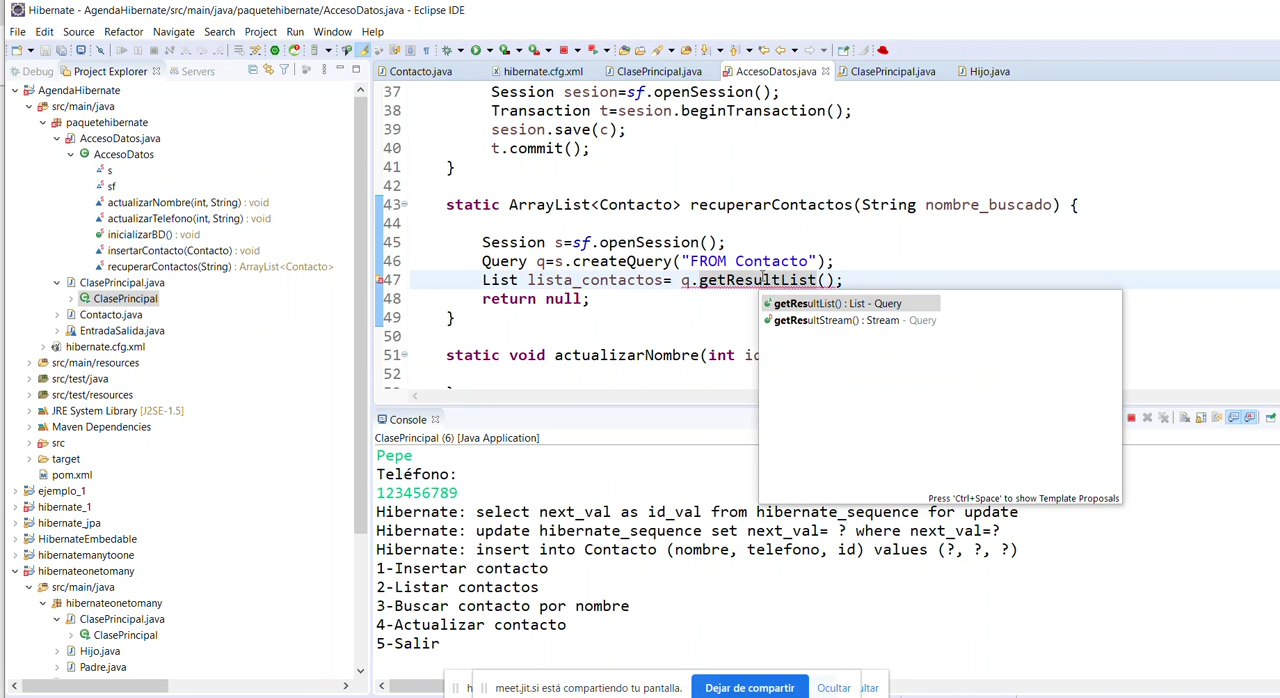 Hibernate - AgendaHibernate/src/main/java/paquetehibernate/AccesoDatos.java - Eclipse IDE
File Edit Source Refactor Navigate Search Project Run Window Help
Debug Project Explorer Servers
AgendaHibernate
src/main/java
paquetehibernate
AccesoDatos.java
AccesoDatos
s
sf
actualizarNombre(int, String) : void
actualizarTelefono(int, String) : void
inicializarBD() : void
insertarContacto(Contacto) : void
recuperarContactos(String) : ArrayList<Contacto>
ClasePrincipal.java
ClasePrincipal
Contacto.java
EntradaSalida.java
hibernate.cfg.xml
src/main/resources
src/test/java
src/test/resources
JRE System Library [J2SE-1.5]
Maven Dependencies
src
target
pom.xml
ejemplo_1
hibernate_1
hibernate_jpa
HibernateEmbedable
hibernatemanytoone
hibernateonetomany
src/main/java
hibernateonetomany
ClasePrincipal.java
ClasePrincipal
Hijo.java
Padre.java
Contacto.java hibernate.cfg.xml ClasePrincipal.java AccesoDatos.java ClasePrincipal.java Hijo.java
37 Session sesion=sf.openSession();
38 Transaction t=sesion.beginTransaction();
39 sesion.save(c);
40 t.commit();
41 }
42
43 static ArrayList<Contacto> recuperarContactos(String nombre_buscado) {
44
45 Session s=sf.openSession();
46 Query q=s.createQuery("FROM Contacto");
47 List lista_contactos= q.getResultList();
48 return null;
49 }
50
51 static void actualizarNombre(int id
52
getResultList() : List - Query
getResultStream() : Stream - Query
Press 'Ctrl+Space' to show Template Proposals
Console
ClasePrincipal (6) [Java Application]
Pepe
Teléfono:
123456789
Hibernate: select next_val as id_val from hibernate_sequence for update
Hibernate: update hibernate_sequence set next_val= ? where next_val=?
Hibernate: insert into Contacto (nombre, telefono, id) values (?, ?, ?)
1-Insertar contacto
2-Listar contactos
3-Buscar contacto por nombre
4-Actualizar contacto
5-Salir
h meet.jit.si está compartiendo tu pantalla. Dejar de compartir Ocultar ultar